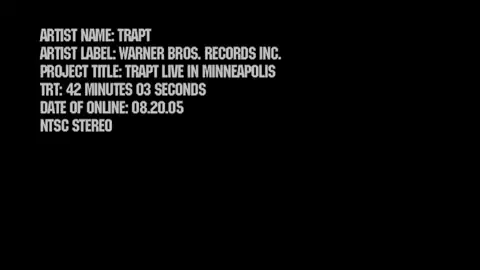 ARTIST NAME: TRAPT
ARTIST LABEL: WARNER BROS. RECORDS INC.
PROJECT TITLE: TRAPT LIVE IN MINNEAPOLIS
TRT: 42 MINUTES 03 SECONDS
DATE OF ONLINE: 08.20.05
NTSC STEREO